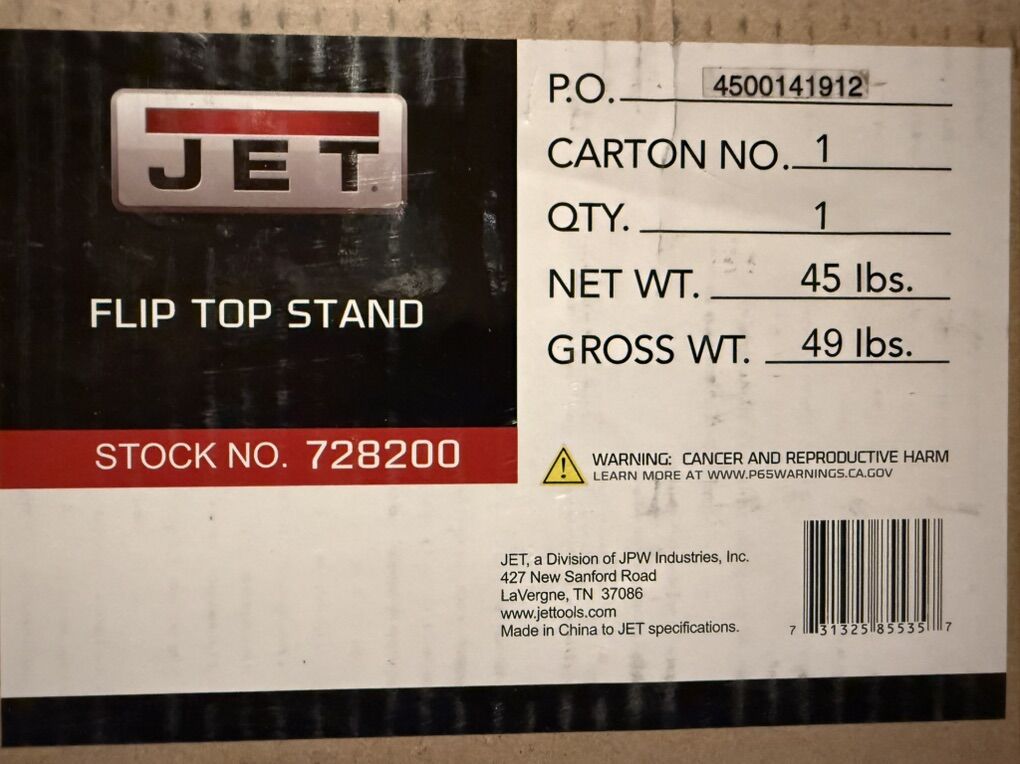 JET
FLIP TOP STAND
STOCK NO. 728200
P.O. 4500141912
CARTON NO. 1
QTY. 1
NET WT. 45 lbs.
GROSS WT. 49 lbs.
WARNING: CANCER AND REPRODUCTIVE HARM
LEARN MORE AT WWW.P65WARNINGS.CA.GOV
JET, a Division of JPW Industries, Inc.
427 New Sanford Road
LaVergne, TN 37086
www.jettools.com
Made in China to JET specifications.
7 31325 85535 7